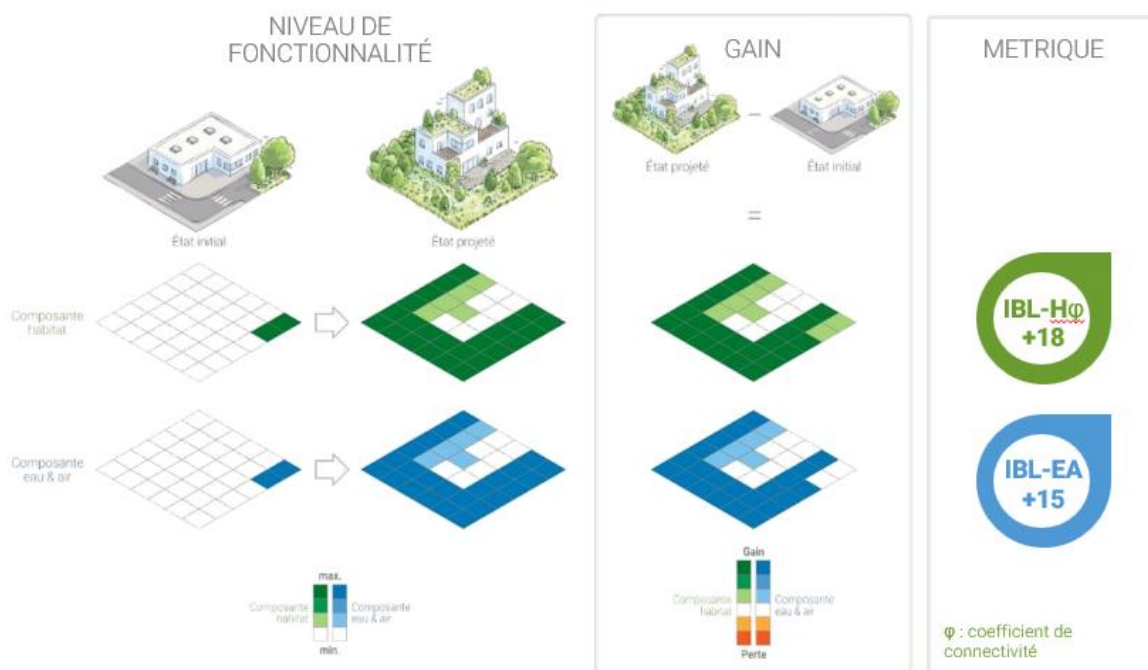 NIVEAU DE
FONCTIONNALITÉ
GAIN
METRIQUE
État projeté
État initial
=
État initial
État projeté
Composante
habitat
IBL-Hφ
+18
Composante
eau & air
IBL-EA
+15
max.
Composante
habitat
Composante
eau & air
min.
Gain
Composante
habitat
Composante
eau & air
Perte
φ : coefficient de
connectivité